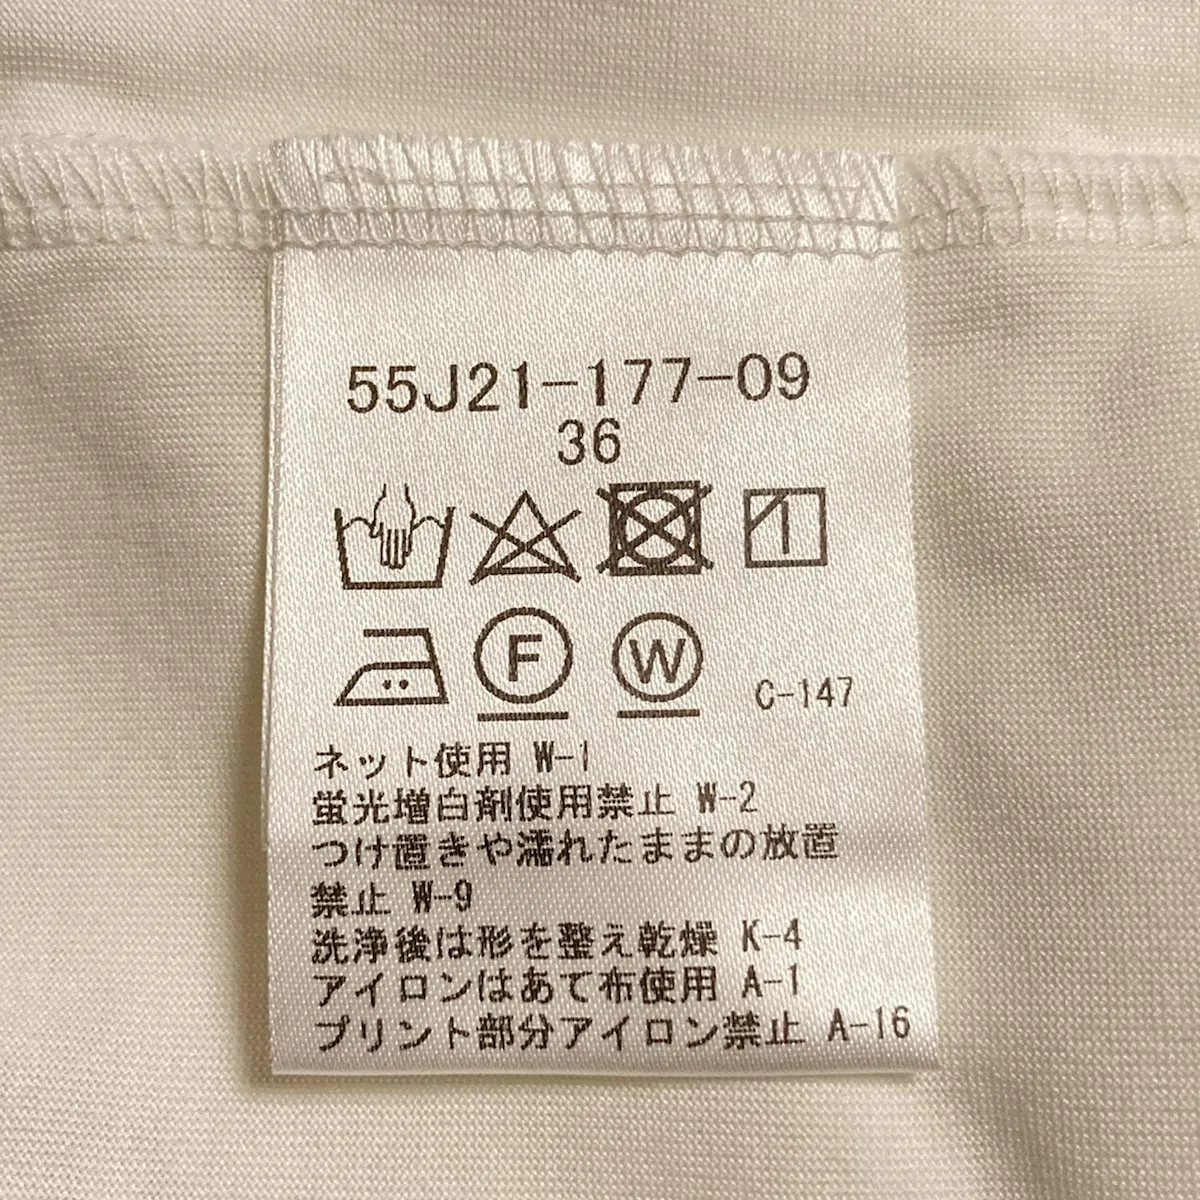 55J21-177-09
36
F W C-147
ネット使用 W-1
蛍光増白剤使用禁止 W-2
つけ置きや濡れたままの放置
禁止 W-9
洗浄後は形を整え乾燥 K-4
アイロンはあて布使用 A-1
プリント部分アイロン禁止 A-16